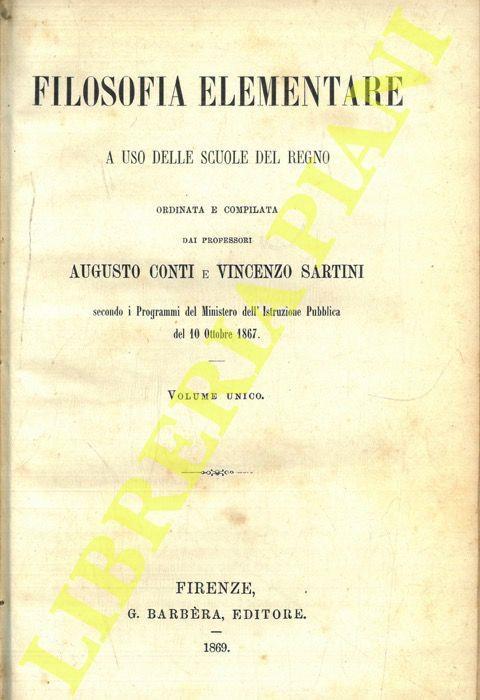 FILOSOFIA ELEMENTARE
A USO DELLE SCUOLE DEL REGNO
ORDINATA E COMPILATA
DAI PROFESSORI
AUGUSTO CONTI E VINCENZO SARTINI
secondo i Programmi del Ministero dell' Istruzione Pubblica
del 10 Ottobre 1867.
VOLUME UNICO.
FIRENZE,
G. BARBÈRA, EDITORE.
1869.
LIBRERIA PIANI